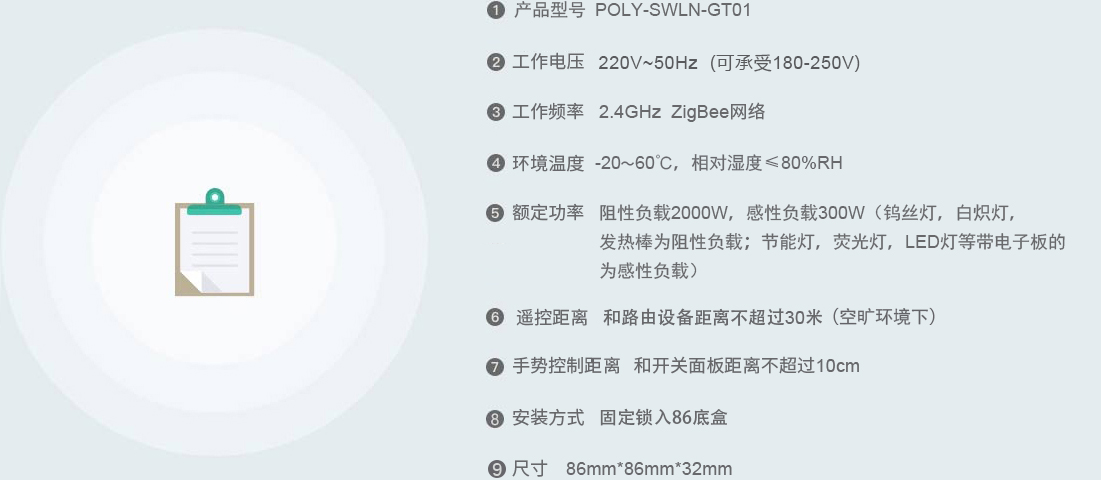 ❶ 产品型号 POLY-SWLN-GT01
❷ 工作电压 220V~50Hz (可承受180-250V)
❸ 工作频率 2.4GHz ZigBee网络
❹ 环境温度 -20~60℃，相对湿度≤80%RH
❺ 额定功率 阻性负载2000W，感性负载300W（钨丝灯，白炽灯，
发热棒为阻性负载；节能灯，荧光灯，LED灯等带电子板的
为感性负载）
❻ 遥控距离 和路由设备距离不超过30米（空旷环境下）
❼ 手势控制距离 和开关面板距离不超过10cm
❽ 安装方式 固定锁入86底盒
❾ 尺寸 86mm*86mm*32mm